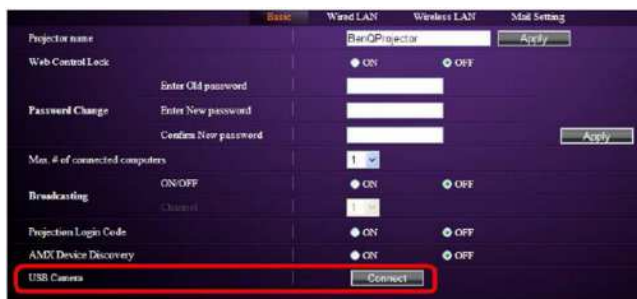 Basic Wired LAN Wireless LAN Mail Setting
Projector name BenQProjector Apply
Web Control Lock ON OFF
Enter Old password
Password Change Enter New password
Confirm New password Apply
Max. # of connected computers 1
Broadcasting ON/OFF ON OFF
Channel 1
Projection Login Code ON OFF
AMX Device Discovery ON OFF
USB Camera Connect